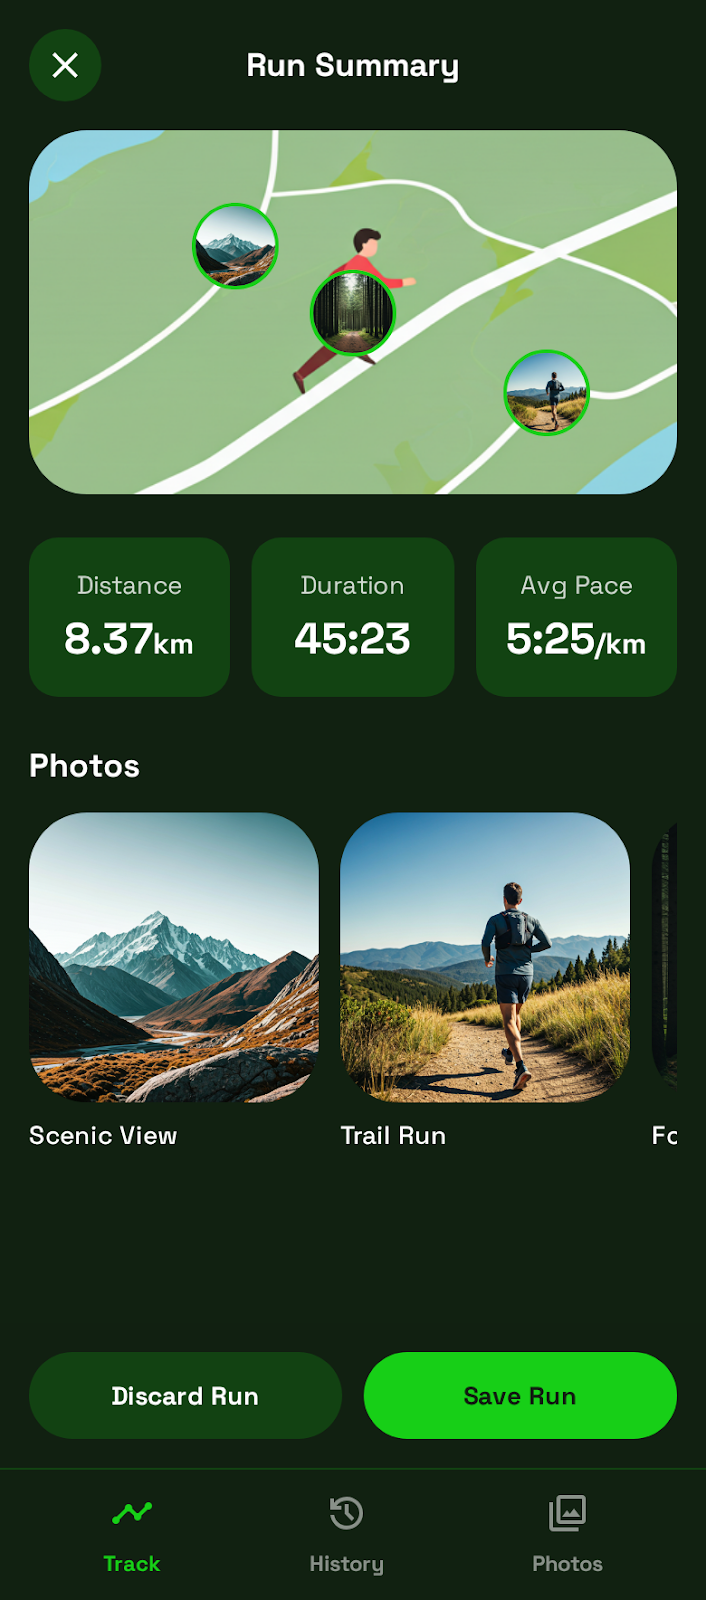 Run Summary
Distance
8.37km
Duration
45:23
Avg Pace
5:25/km
Photos
Scenic View
Trail Run
Fo
Discard Run
Save Run
Track
History
Photos